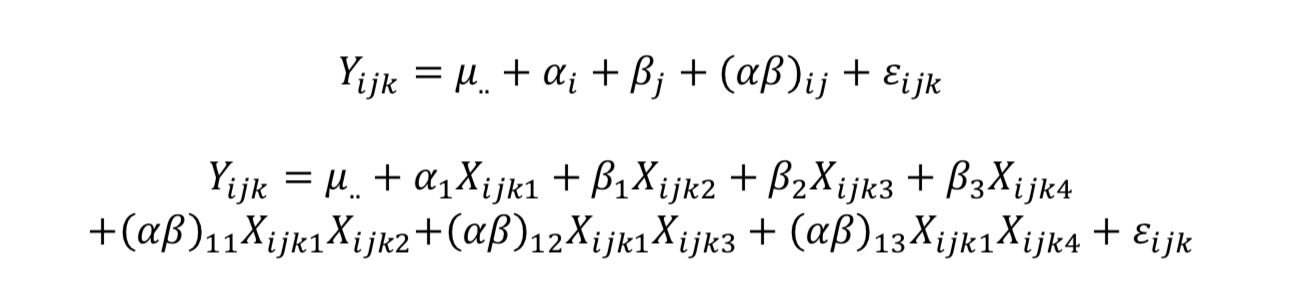 Y_{ijk} = μ_{..} + α_i + β_j + (αβ)_{ij} + ε_{ijk}
Y_{ijk} = μ_{..} + α_1X_{ijk1} + β_1X_{ijk2} + β_2X_{ijk3} + β_3X_{ijk4}
+(αβ)_{11}X_{ijk1}X_{ijk2}+(αβ)_{12}X_{ijk1}X_{ijk3} + (αβ)_{13}X_{ijk1}X_{ijk4} + ε_{ijk}